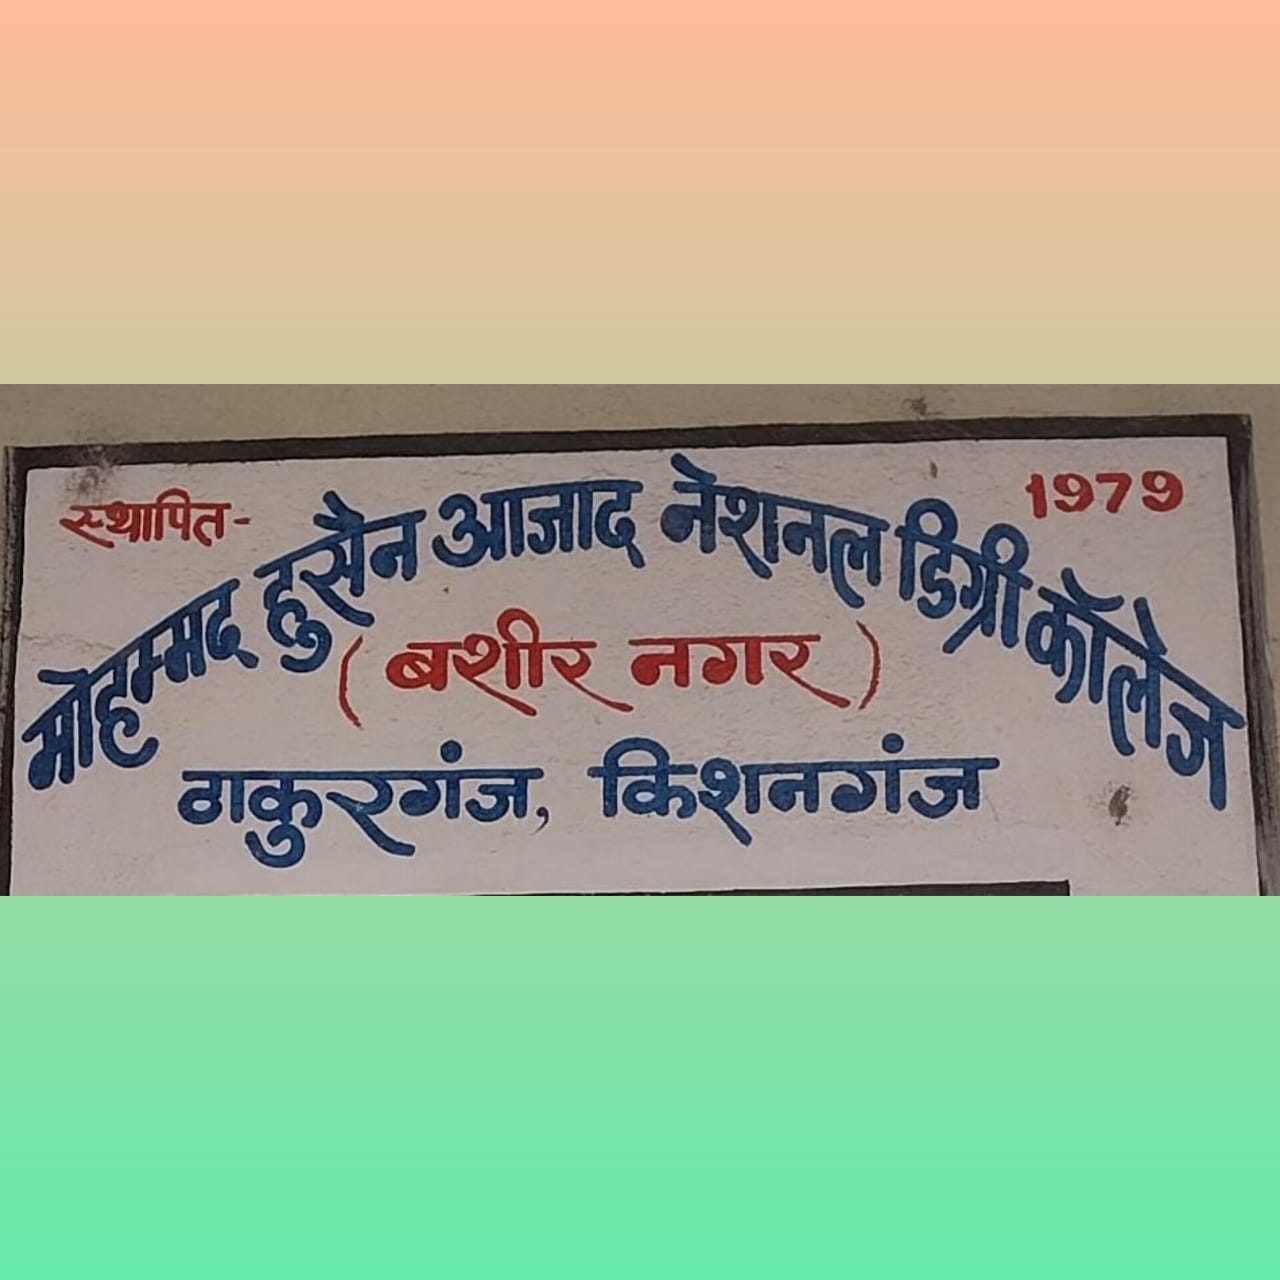 स्थापित- 1979
मोहम्मद हुसैन आजाद नेशनल डिग्री कॉलेज
( बशीर नगर )
ठाकुरगंज, किशनगंज